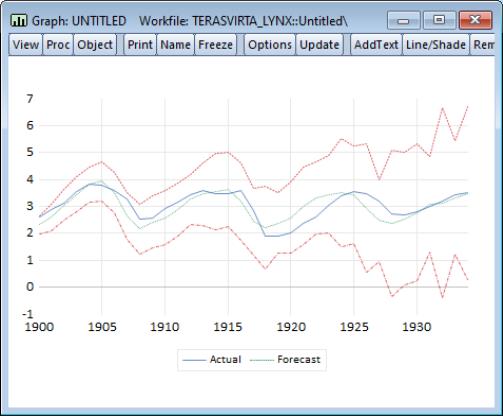 Graph: UNTITLED Workfile: TERASVIRTA_LYNX::Untitled\
View Proc Object Print Name Freeze Options Update AddText Line/Shade Rem
7
6
5
4
3
2
1
0
-1
1900 1905 1910 1915 1920 1925 1930
Actual Forecast